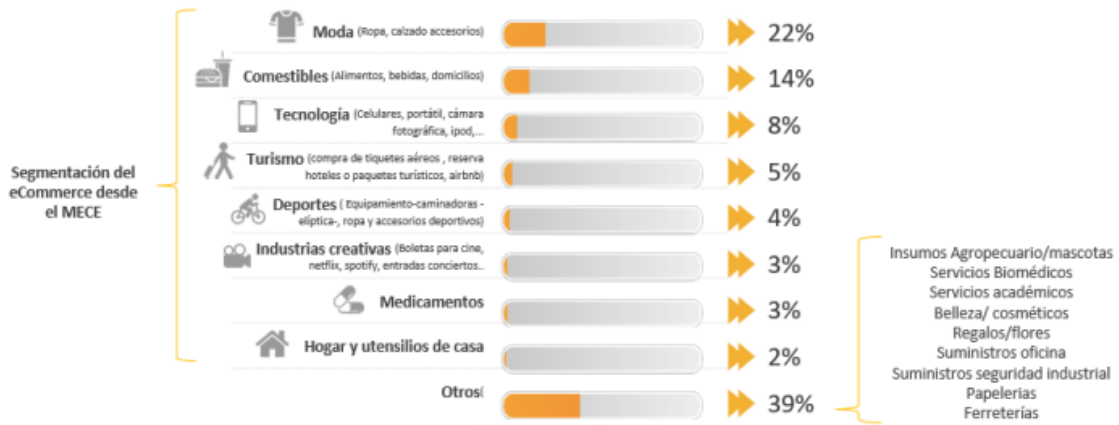 Segmentación del
eCommerce desde
el MECE
Moda (Ropa, calzado accesorios)
22%
Comestibles (Alimentos, bebidas, domicilios)
14%
Tecnología (Celulares, portátil, cámara
fotográfica, ipod,...
8%
Turismo (compra de tiquetes aéreos , reserva
hoteles o paquetes turísticos, airbnb)
5%
Deportes ( Equipamiento-caminadoras -
elíptica-, ropa y accesorios deportivos)
4%
Industrias creativas (Boletas para cine,
netflix, spotify, entradas conciertos..
3%
Medicamentos
3%
Hogar y utensilios de casa
2%
Otros(
39%
Insumos Agropecuario/mascotas
Servicios Biomédicos
Servicios académicos
Belleza/ cosméticos
Regalos/flores
Suministros oficina
Suministros seguridad industrial
Papelerias
Ferreterías